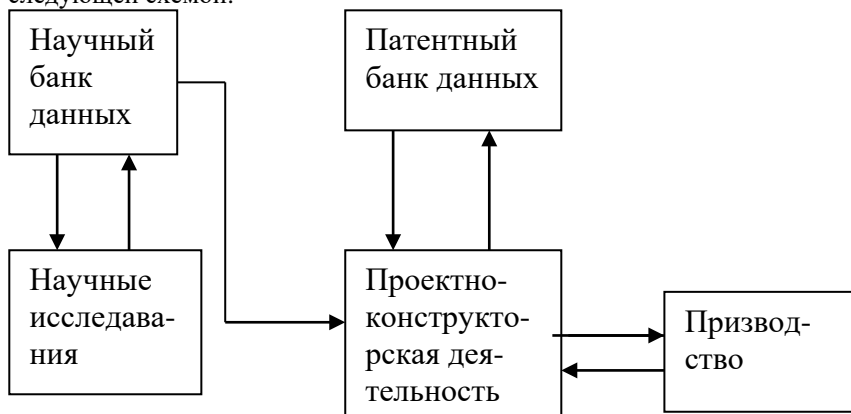 следующей схемой:
Научный
банк
данных
Патентный
банк данных
Научные
исследава-
ния
Проектно-
конструкто-
рская дея-
тельность
Призвод-
ство